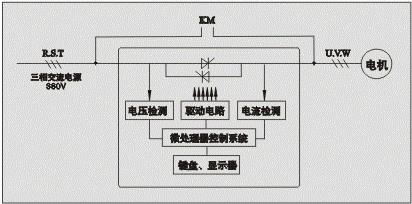 KM
R.S.T
U.V.W
三相交流电源
380V
电机
电压检测
驱动电路
电流检测
微处理器控制系统
键盘、显示器